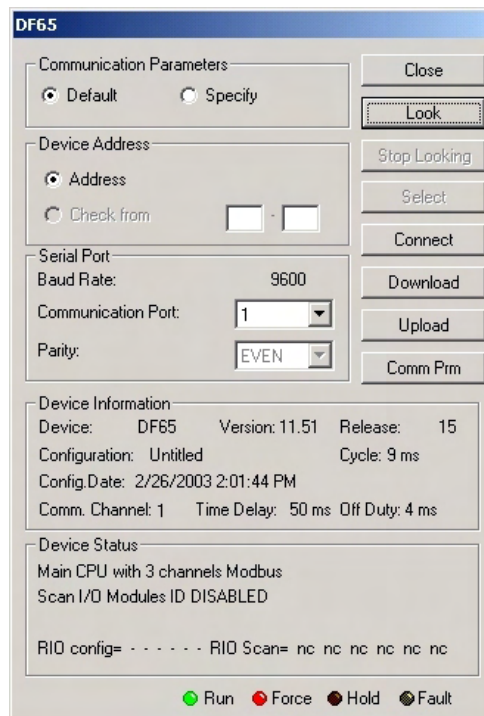 DF65
Communication Parameters
Default Specify
Close
Look
Device Address
Address
Check from -
Stop Looking
Select
Connect
Serial Port
Baud Rate: 9600
Communication Port: 1
Parity: EVEN
Download
Upload
Comm Prm
Device Information
Device: DF65 Version: 11.51 Release: 15
Configuration: Untitled Cycle: 9 ms
Config.Date: 2/26/2003 2:01:44 PM
Comm. Channel: 1 Time Delay: 50 ms Off Duty: 4 ms
Device Status
Main CPU with 3 channels Modbus
Scan I/O Modules ID DISABLED
RIO config= - - - - - - RIO Scan= nc nc nc nc nc nc
Run Force Hold Fault